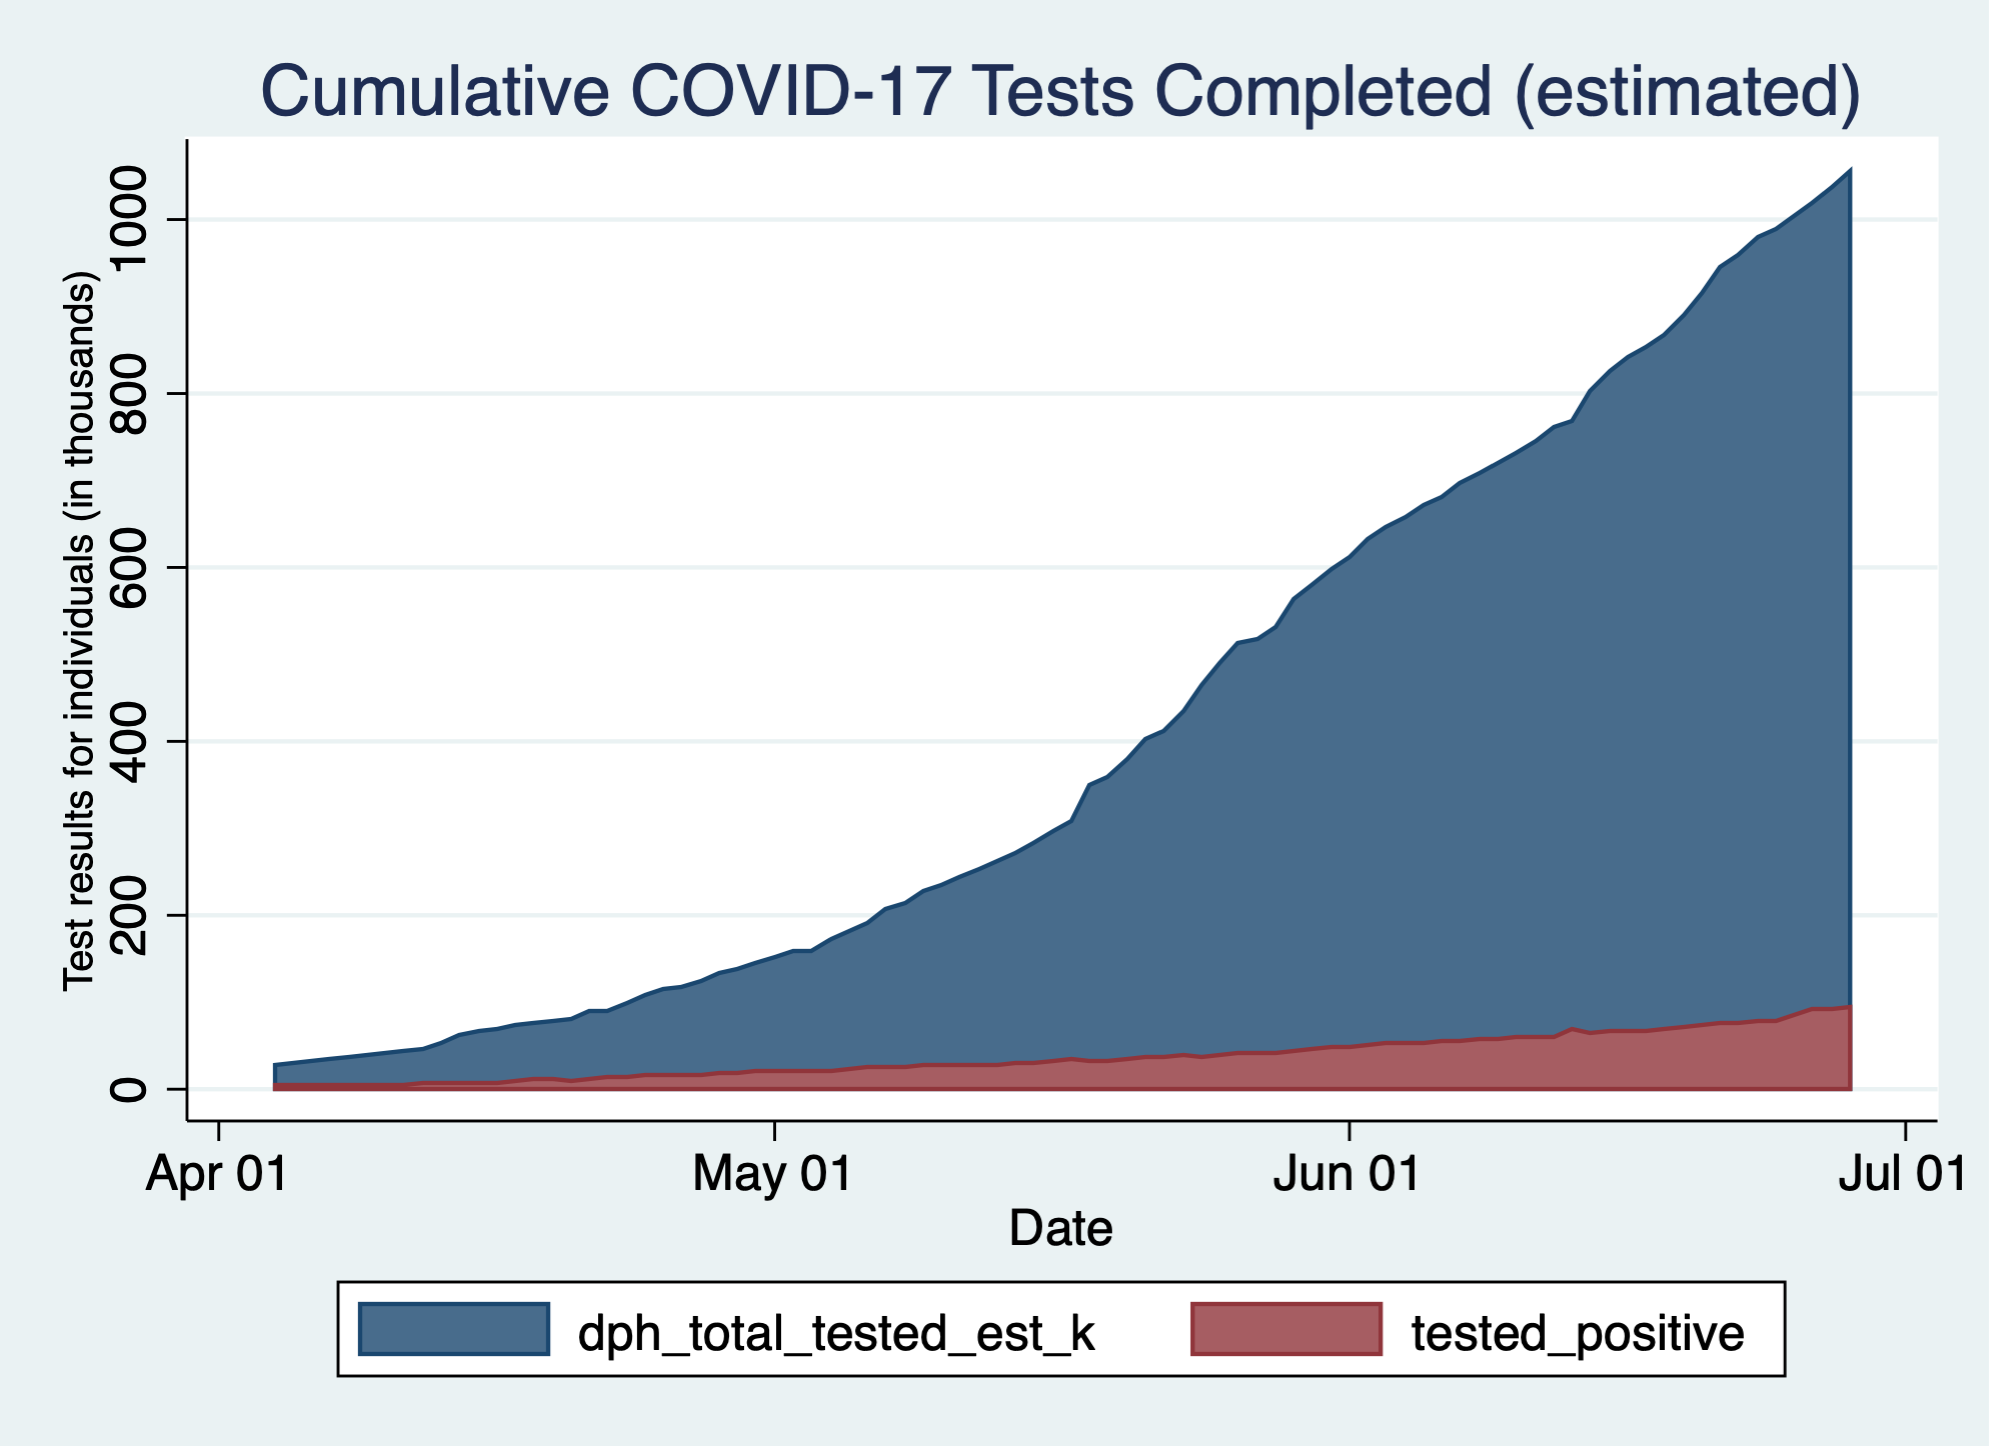 Cumulative COVID-17 Tests Completed (estimated)
Test results for individuals (in thousands)
1000
800
600
400
200
0
Apr 01 May 01 Jun 01 Jul 01
Date
dph_total_tested_est_k tested_positive